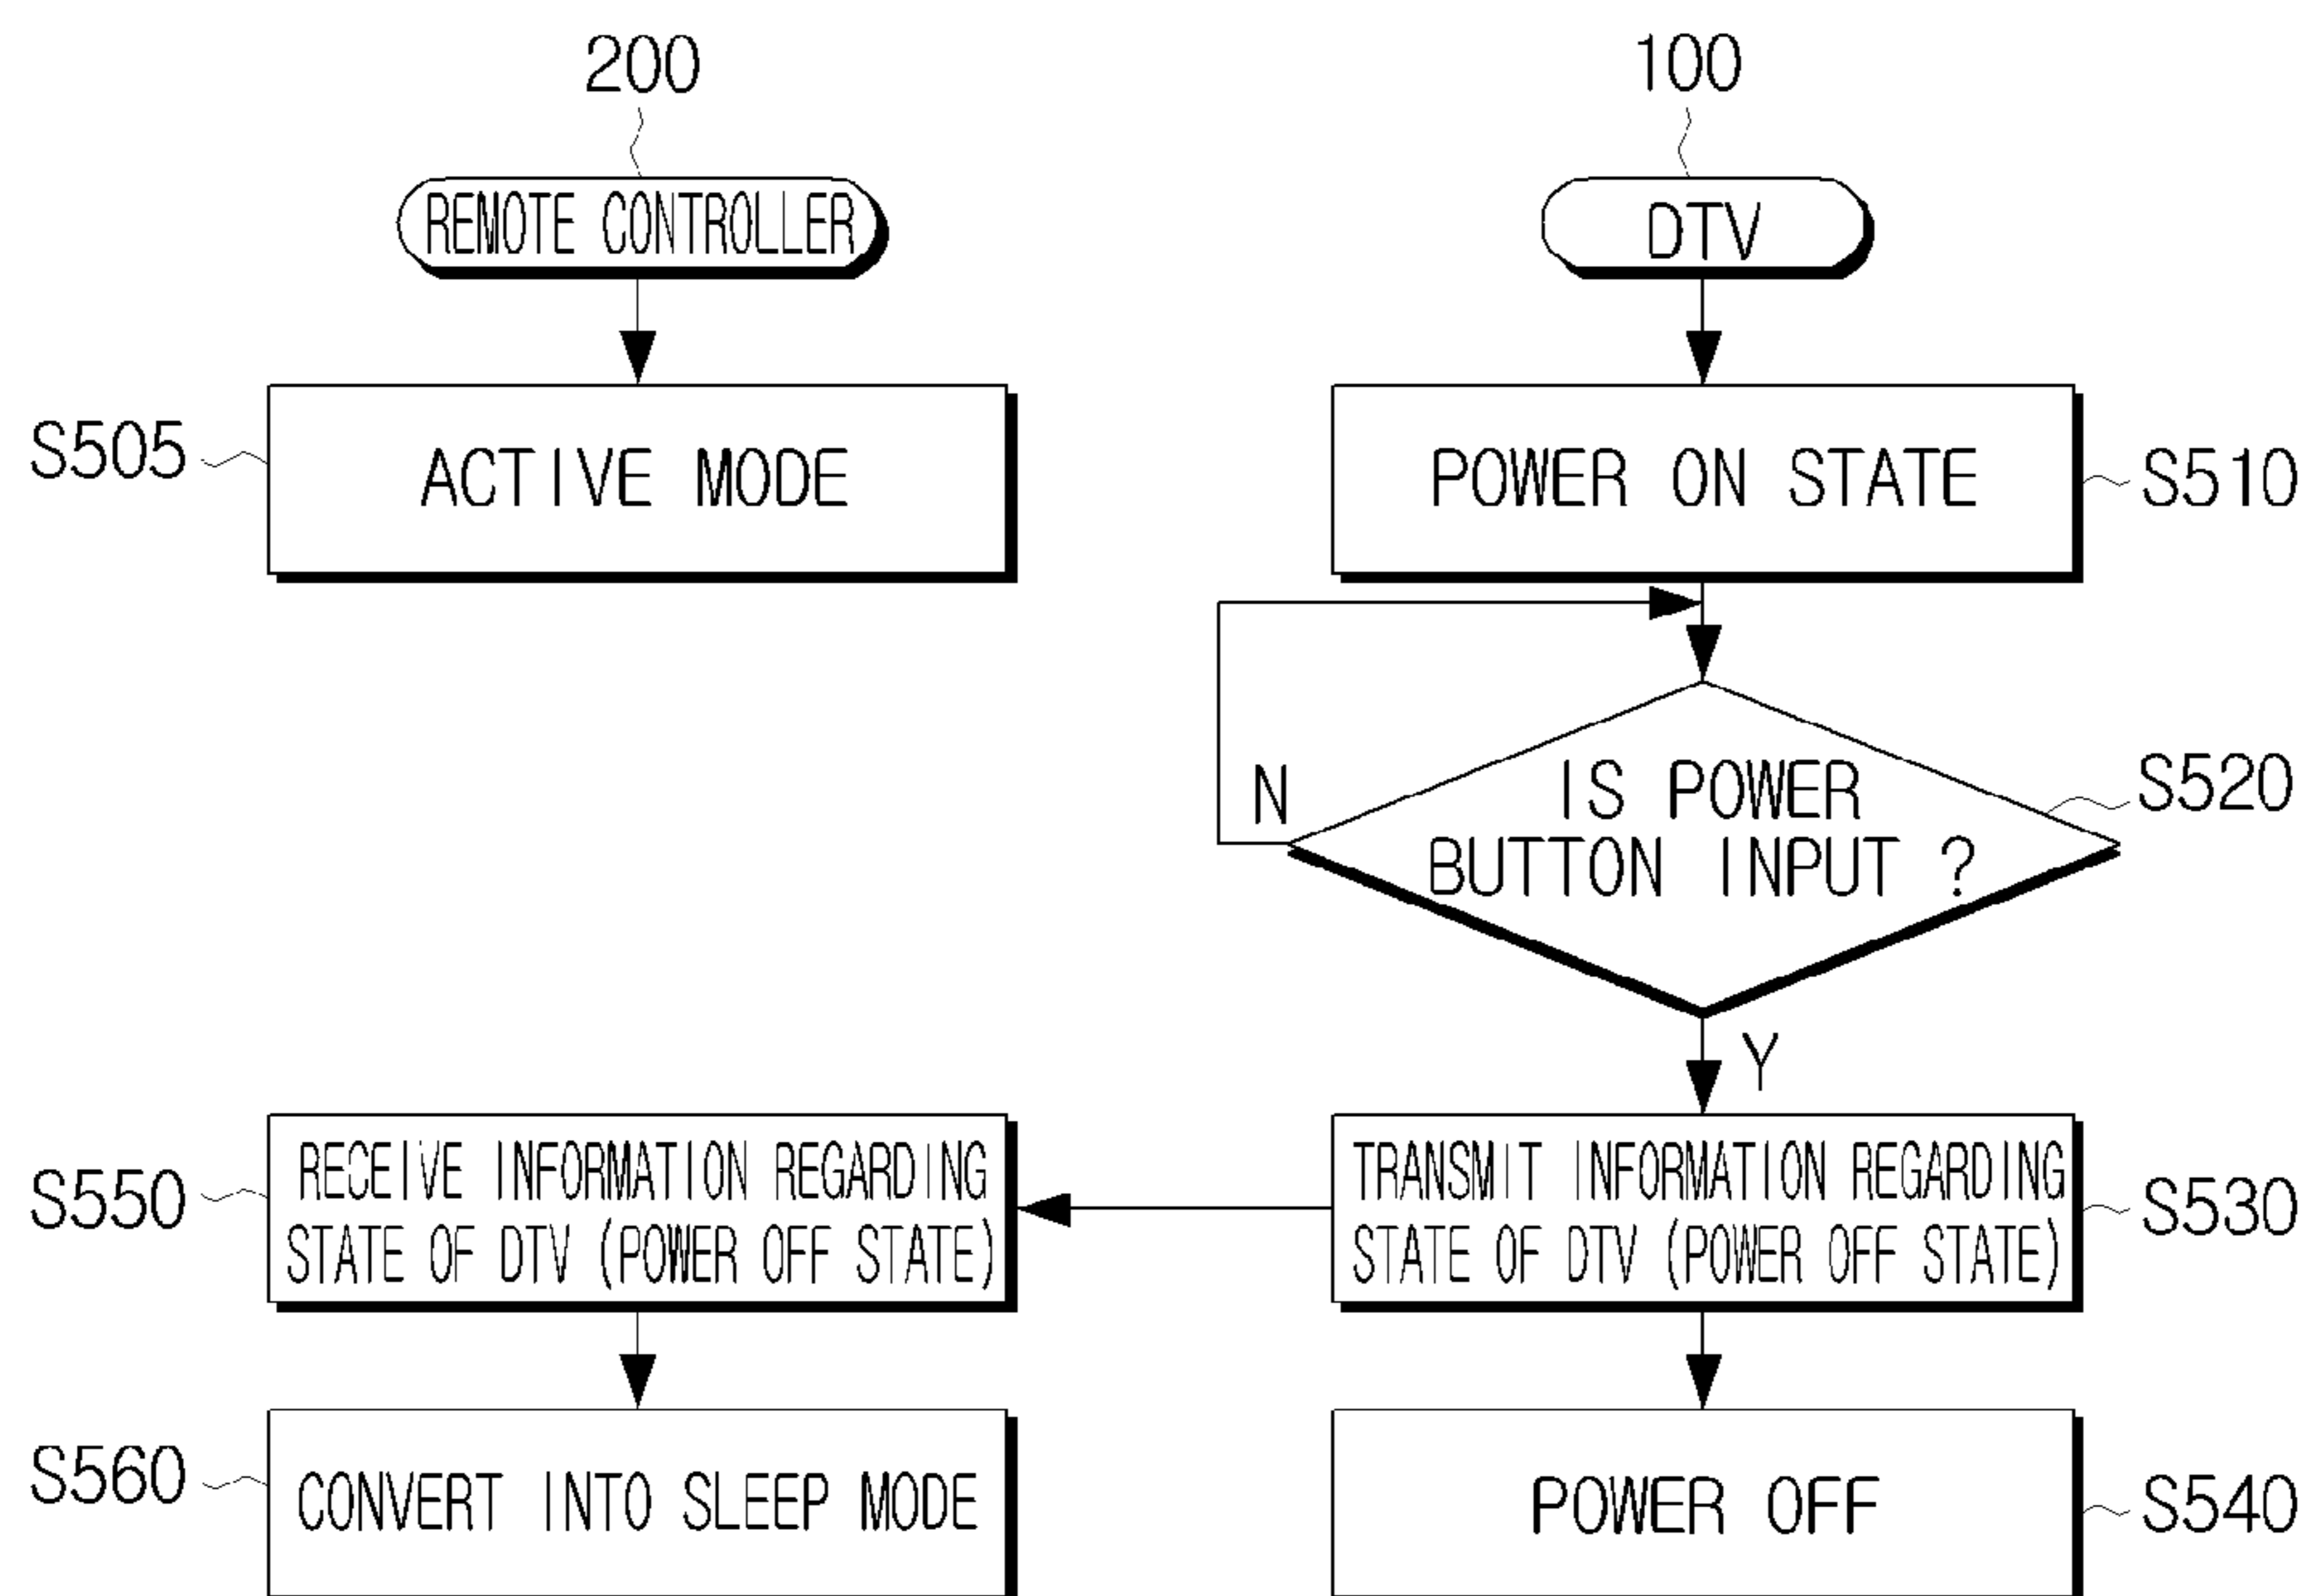 200
100
REMOTE CONTROLLER
DTV
S505
ACTIVE MODE
POWER ON STATE
S510
N
IS POWER
BUTTON INPUT ?
S520
Y
S550
RECEIVE INFORMATION REGARDING
STATE OF DTV (POWER OFF STATE)
TRANSMIT INFORMATION REGARDING
STATE OF DTV (POWER OFF STATE)
S530
S560
CONVERT INTO SLEEP MODE
POWER OFF
S540